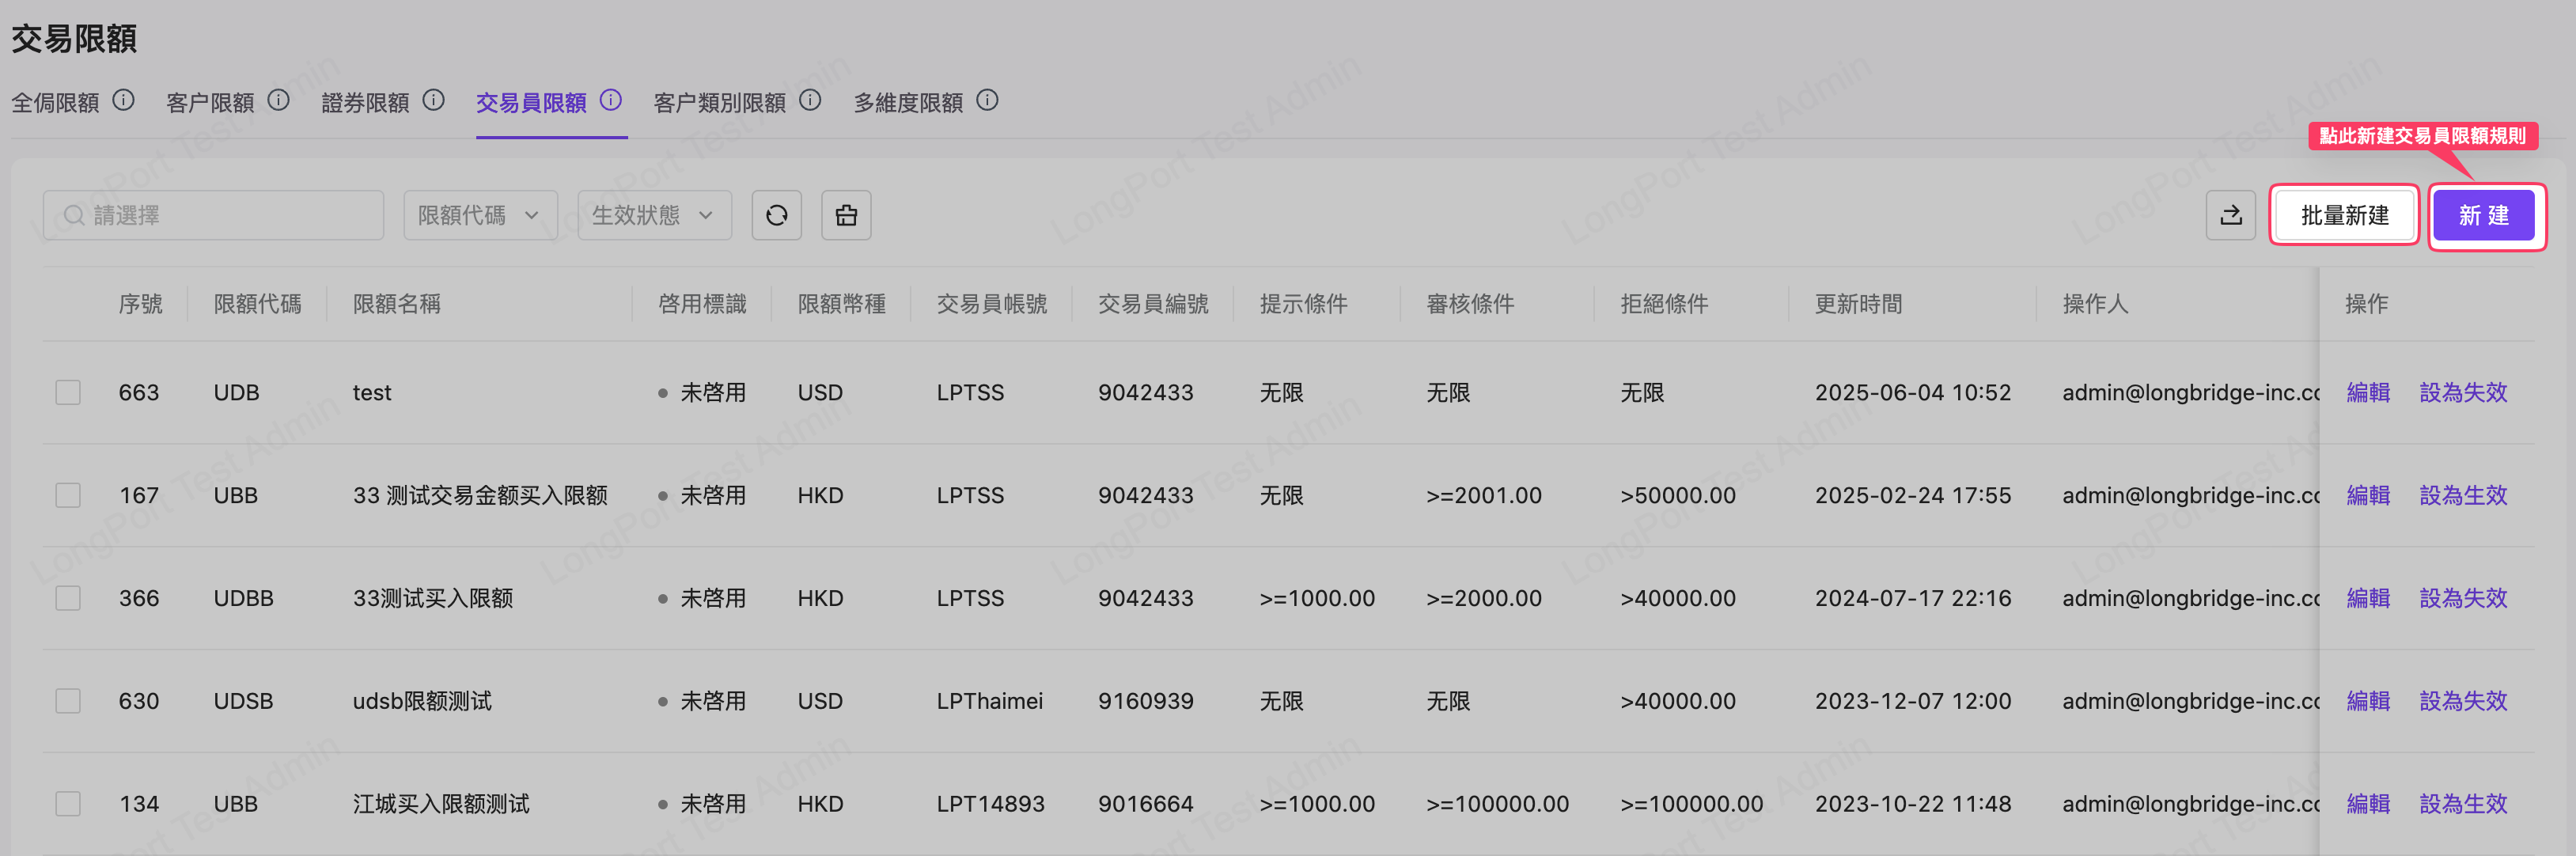 交易限額
全侷限額 客户限額 證券限額 交易員限額 客户類別限額 多維度限額
點此新建交易員限額規則
請選擇 限額代碼 生效狀態 批量新建 新 建
序號 限額代碼 限額名稱 啓用標識 限額幣種 交易員帳號 交易員編號 提示條件 審核條件 拒絕條件 更新時間 操作人 操作
663 UDB test 未啓用 USD LPTSS 9042433 无限 无限 无限 2025-06-04 10:52 admin@longbridge-inc.co 編輯 設為失效
167 UBB 33 测试交易金额买入限额 未啓用 HKD LPTSS 9042433 无限 >=2001.00 >50000.00 2025-02-24 17:55 admin@longbridge-inc.co 編輯 設為生效
366 UDBB 33测试买入限额 未啓用 HKD LPTSS 9042433 >=1000.00 >=2000.00 >40000.00 2024-07-17 22:16 admin@longbridge-inc.co 編輯 設為失效
630 UDSB udsb限额测试 未啓用 USD LPThaimei 9160939 无限 无限 >40000.00 2023-12-07 12:00 admin@longbridge-inc.co 編輯 設為失效
134 UBB 江城买入限额测试 未啓用 HKD LPT14893 9016664 >=1000.00 >=100000.00 >=100000.00 2023-10-22 11:48 admin@longbridge-inc.co 編輯 設為生效
LongPort Test Admin